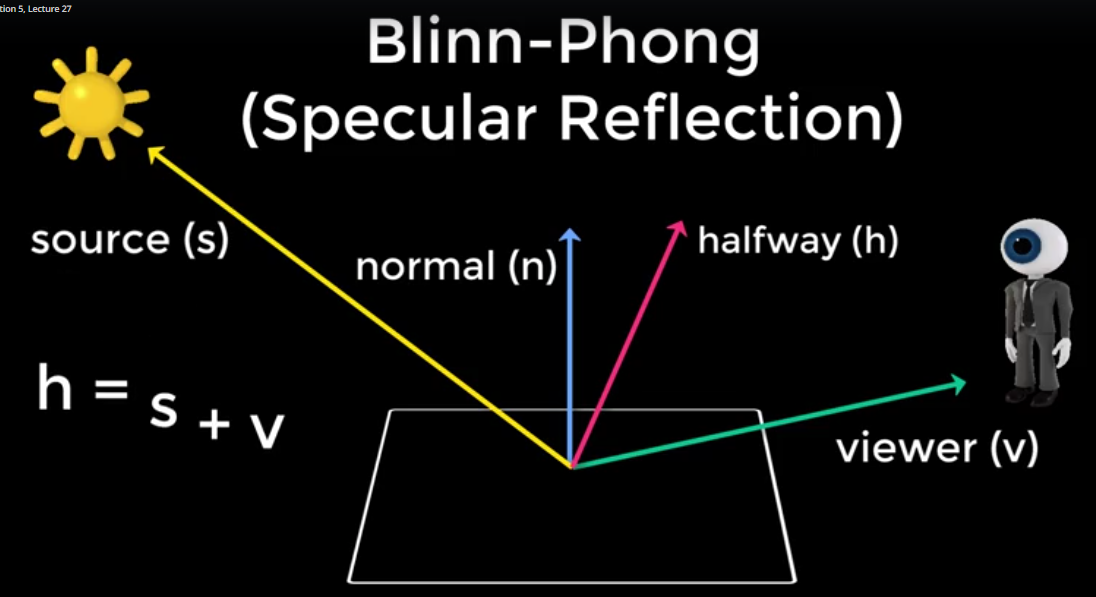 tion 5, Lecture 27
Blinn-Phong
(Specular Reflection)
source (s)
normal (n)
halfway (h)
h = s + v
viewer (v)